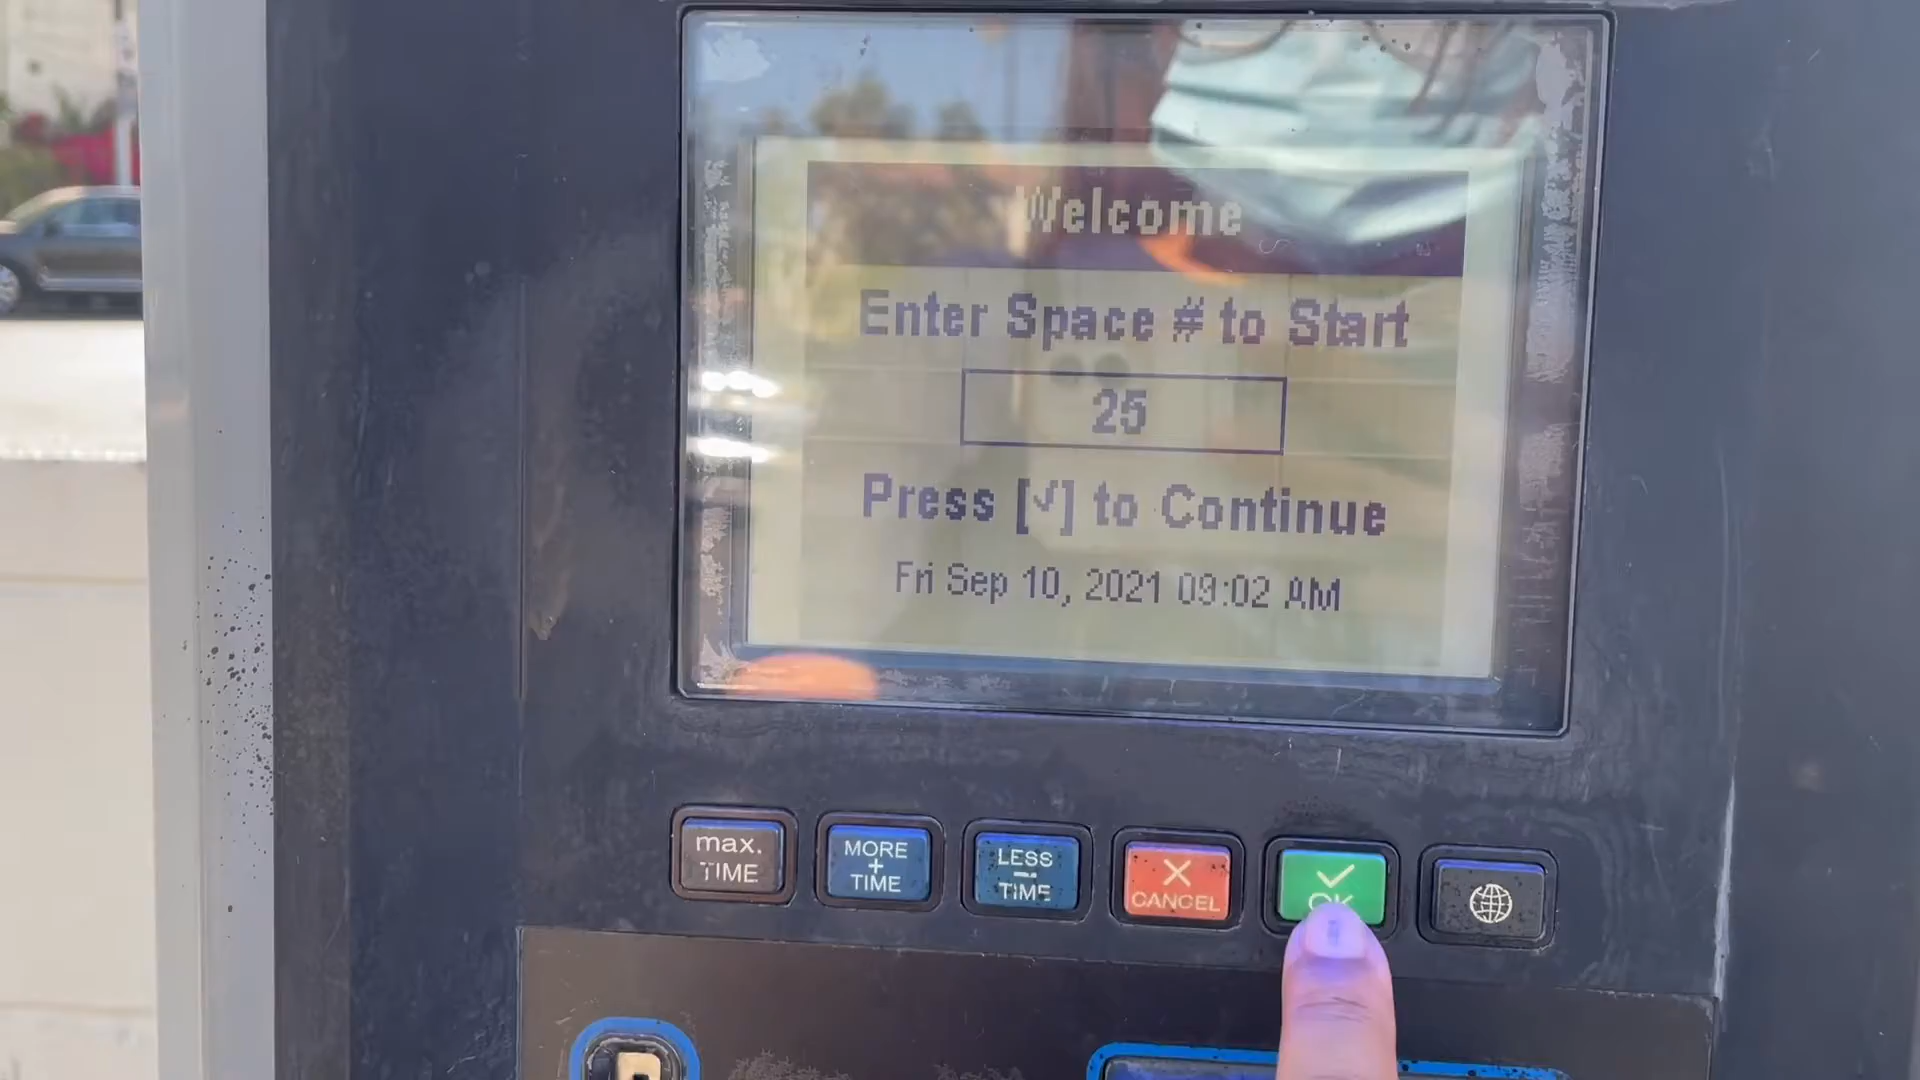 Welcome
Enter Space # to Start
25
Press [√] to Continue
Fri Sep 10, 2021 09:02 AM
max.
TIME
MORE
+
TIME
LESS
-
TIME
X
CANCEL
✓
OK